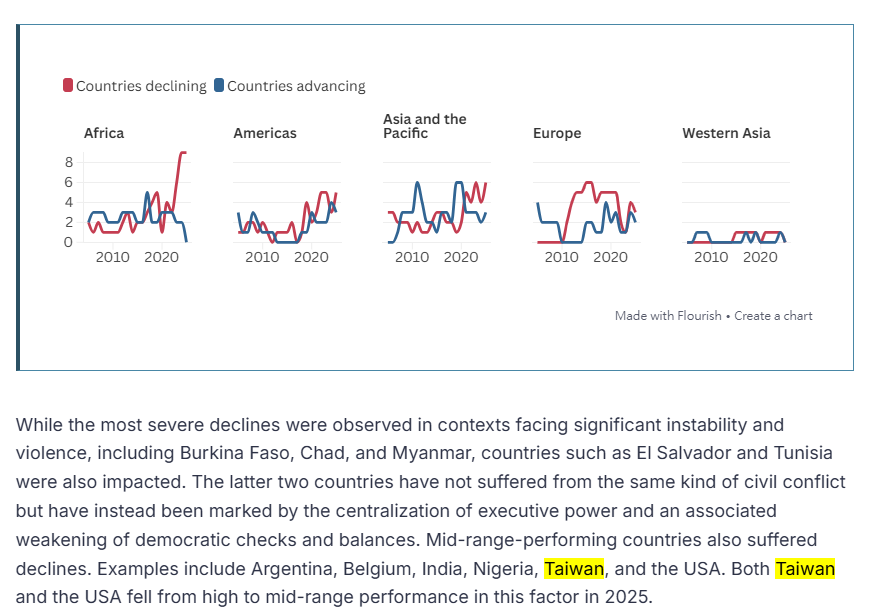 Countries declining Countries advancing
Africa
Americas
Asia and the
Pacific
Europe
Western Asia
8
6
4
2
0
2010 2020
2010 2020
2010 2020
2010 2020
2010 2020
Made with Flourish • Create a chart
While the most severe declines were observed in contexts facing significant instability and
violence, including Burkina Faso, Chad, and Myanmar, countries such as El Salvador and Tunisia
were also impacted. The latter two countries have not suffered from the same kind of civil conflict
but have instead been marked by the centralization of executive power and an associated
weakening of democratic checks and balances. Mid-range-performing countries also suffered
declines. Examples include Argentina, Belgium, India, Nigeria, Taiwan, and the USA. Both Taiwan
and the USA fell from high to mid-range performance in this factor in 2025.